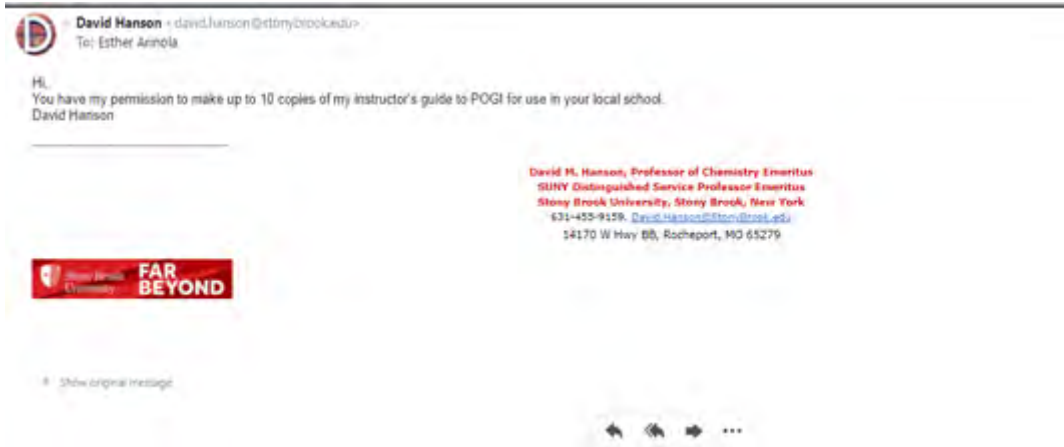 David Hanson <david.hanson@stonybrook.edu>
To: Esther Arinola
Hi,
You have my permission to make up to 10 copies of my instructor's guide to POGI for use in your local school.
David Hanson
David M. Hanson, Professor of Chemistry Emeritus
SUNY Distinguished Service Professor Emeritus
Stony Brook University, Stony Brook, New York
631-455-9159. David.Hanson@StonyBrook.edu
14170 W Hwy BB, Rocheport, MO 65279
Stony Brook
University
FAR
BEYOND
Show original message